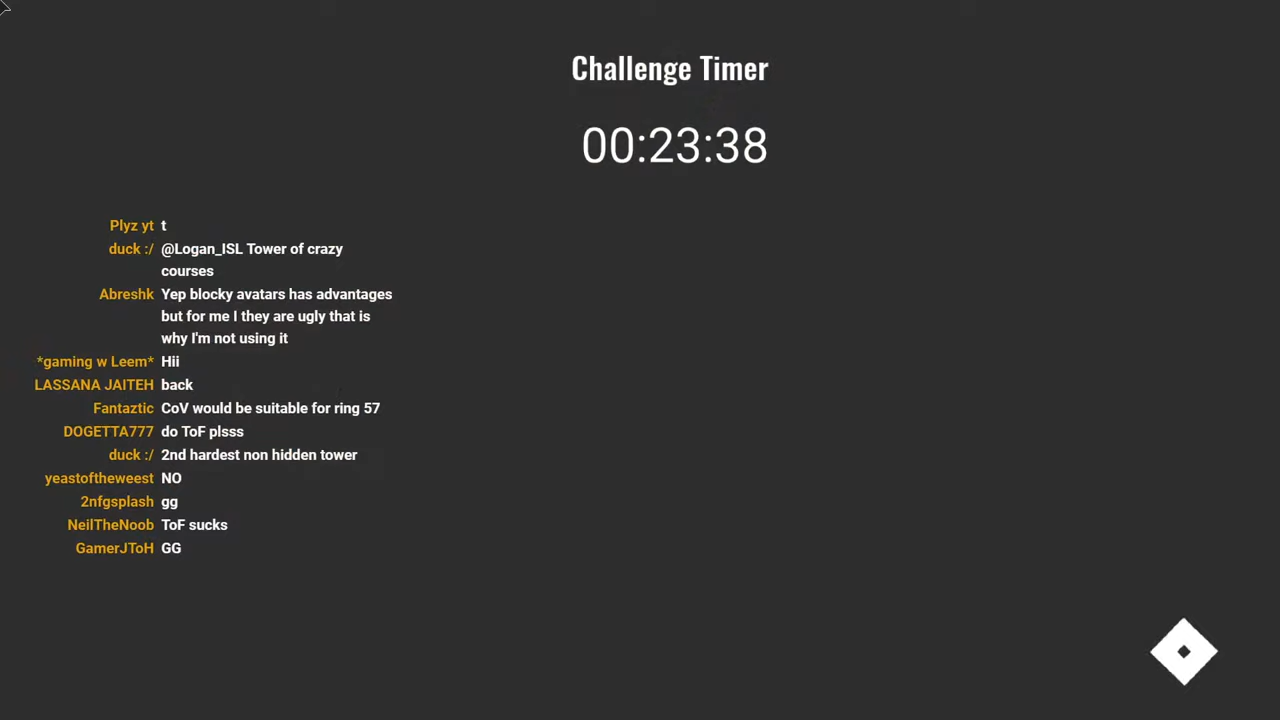 Challenge Timer
00:23:38
Plyz yt t
duck :/ @Logan_ISL Tower of crazy
courses
Abreshk Yep blocky avatars has advantages
but for me I they are ugly that is
why I'm not using it
*gaming w Leem* Hii
LASSANA JAITEH back
Fantaztic CoV would be suitable for ring 57
DOGETTA777 do ToF plsss
duck :/ 2nd hardest non hidden tower
yeastoftheweest NO
2nfgsplash gg
NeilTheNoob ToF sucks
GamerJToH GG